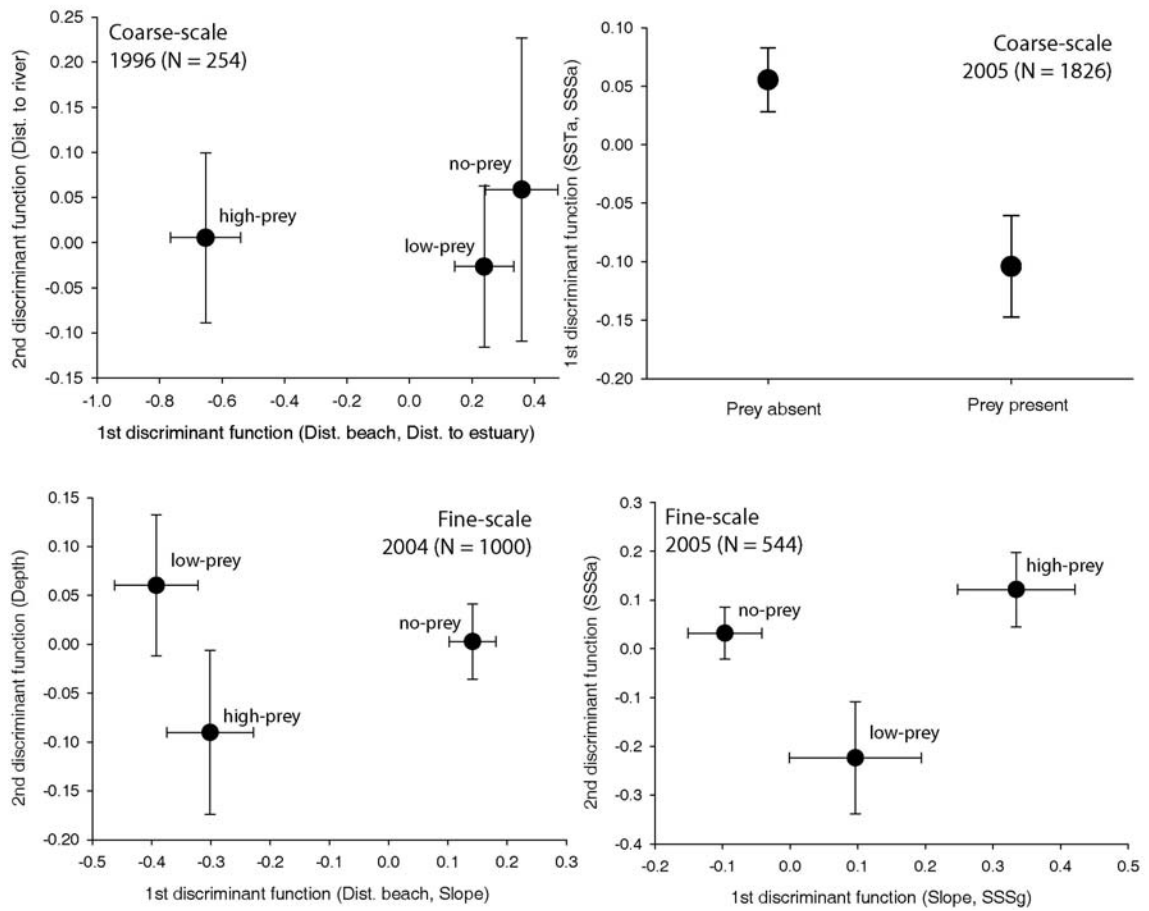 Coarse-scale
1996 (N = 254)
2nd discriminant function (Dist. to river)
0.25
0.20
0.15
0.10
0.05
0.00
-0.05
-0.10
-0.15
high-prey
no-prey
low-prey
-1.0 -0.8 -0.6 -0.4 -0.2 0.0 0.2 0.4
1st discriminant function (Dist. beach, Dist. to estuary)
Coarse-scale
2005 (N = 1826)
1st discriminant function (SSTa, SSSa)
0.10
0.05
0.00
-0.05
-0.10
-0.15
-0.20
Prey absent Prey present
Fine-scale
2004 (N = 1000)
2nd discriminant function (Depth)
0.15
0.10
0.05
0.00
-0.05
-0.10
-0.15
-0.20
low-prey
no-prey
high-prey
-0.5 -0.4 -0.3 -0.2 -0.1 0.0 0.1 0.2 0.3
1st discriminant function (Dist. beach, Slope)
Fine-scale
2005 (N = 544)
2nd discriminant function (SSSa)
0.3
0.2
0.1
0.0
-0.1
-0.2
-0.3
-0.4
high-prey
no-prey
low-prey
-0.2 -0.1 0.0 0.1 0.2 0.3 0.4 0.5
1st discriminant function (Slope, SSSg)